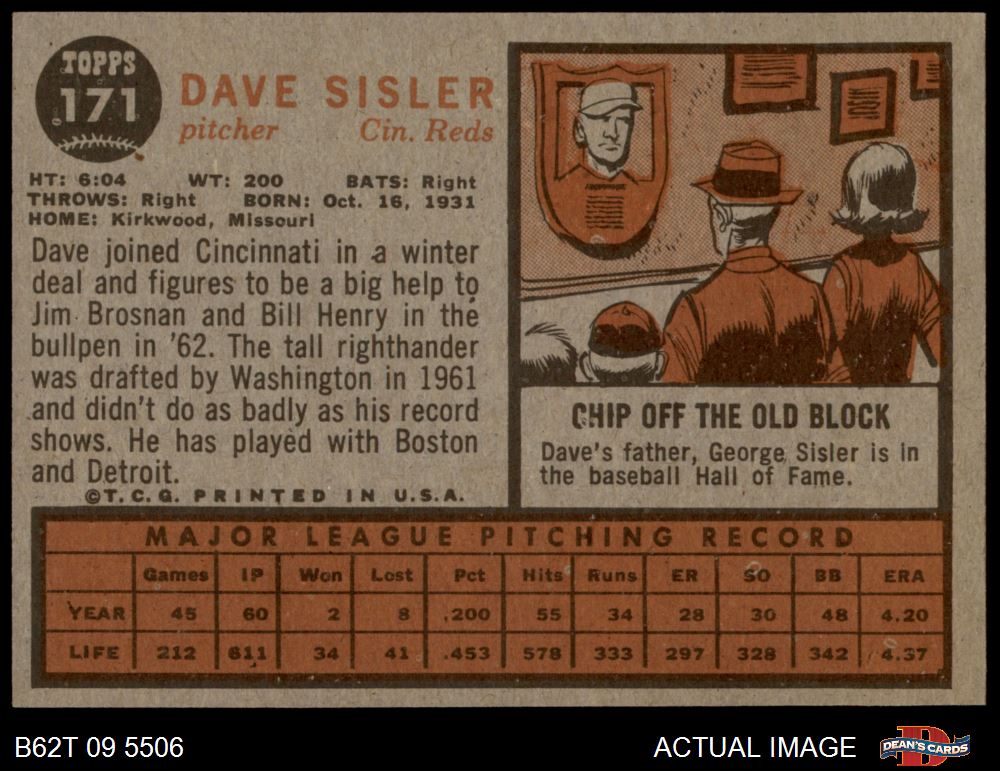 TOPPS
171
DAVE SISLER
pitcher Cin. Reds
HT: 6:04 WT: 200 BATS: Right
THROWS: Right BORN: Oct. 16, 1931
HOME: Kirkwood, Missouri
Dave joined Cincinnati in a winter
deal and figures to be a big help to
Jim Brosnan and Bill Henry in the
bullpen in '62. The tall righthander
was drafted by Washington in 1961
and didn't do as badly as his record
shows. He has played with Boston
and Detroit.
©T.C.G. PRINTED IN U.S.A.
CHIP OFF THE OLD BLOCK
Dave's father, George Sisler is in
the baseball Hall of Fame.
MAJOR LEAGUE PITCHING RECORD
Games IP Won Lost Pct Hits Runs ER SO BB ERA
YEAR 45 60 2 8 .200 55 34 28 30 48 4.20
LIFE 212 611 34 41 .453 578 333 297 328 342 4.37
B62T 09 5506 ACTUAL IMAGE DEAN'S CARDS